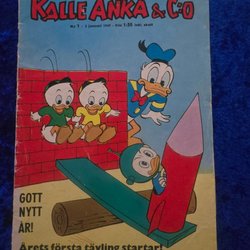 KALLE ANKA & C:O
GOTT
NYTT
ÅR!
Årets första tävling startar!